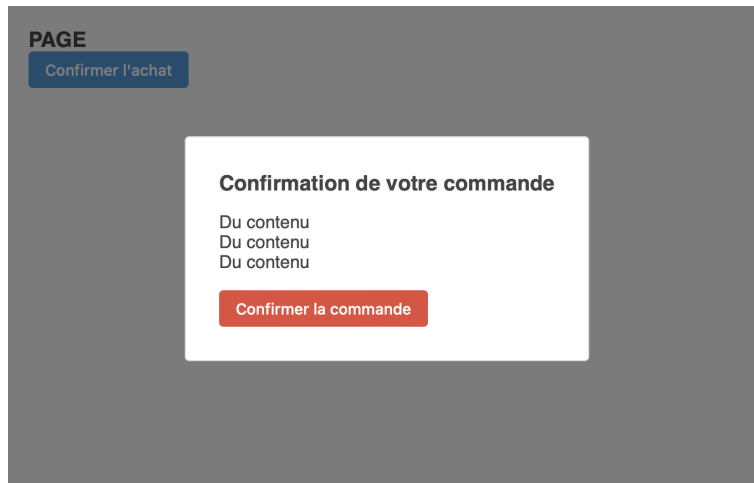 PAGE
Confirmer l'achat
Confirmation de votre commande
Du contenu
Du contenu
Du contenu
Confirmer la commande